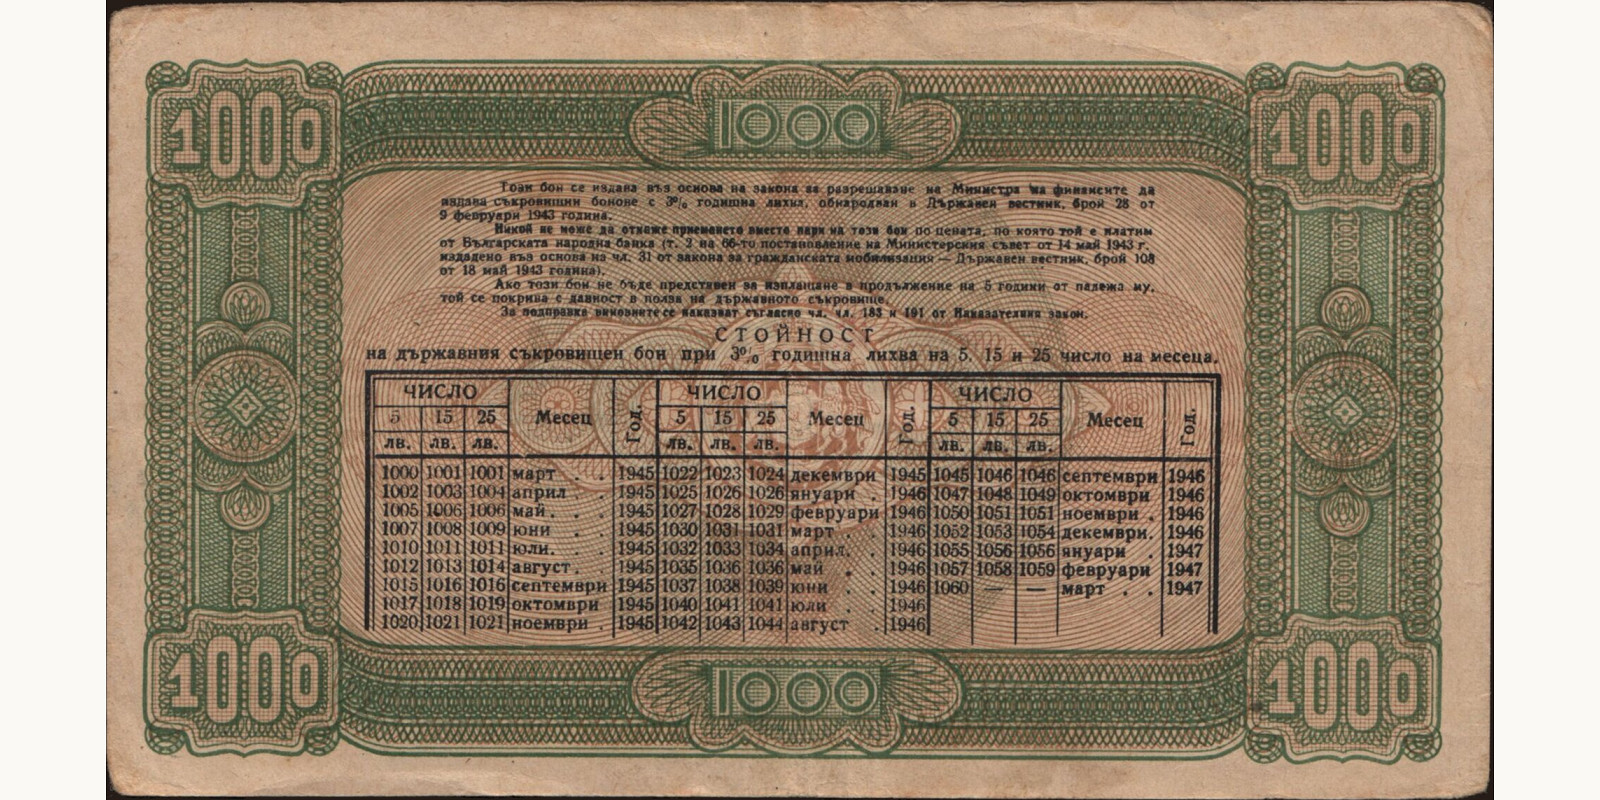 1000 1000 1000
Този бон се издава въз основа на закона за разрешаване на Министра на финансите да
издава съкровищни бонове с 3% годишна лихва, обнародван в Държавен вестник, брой 28 от
9 февруари 1943 година.
Никой не може да откаже приемането вместо пари на този бон по цената, по която той е платим
от Българската народна банка (т. 2 на 66-то постановление на Министерския съвет от 14 май 1943 г.
издадено въз основа на чл. 31 от закона за гражданската мобилизация — Държавен вестник, брой 108
от 18 май 1943 година).
Ако този бон не бъде представен за изплащане в продължение на 5 години от падежа му,
той се покрива с давност в полза на държавното съкровище.
За подправка виновните се наказват съгласно чл. чл. 183 и 191 от Наказателния закон.
СТОЙНОСТ
на държавния съкровищен бон при 3% годишна лихва на 5, 15 и 25 число на месеца.
ЧИСЛО Месец Год. ЧИСЛО Месец Год. ЧИСЛО Месец Год.
5 15 25 5 15 25 5 15 25
лв. лв. лв. лв. лв. лв. лв. лв. лв.
1000 1001 1001 март . . 1945 1022 1023 1024 декември 1945 1045 1046 1046 септември 1946
1002 1003 1004 април . . 1945 1025 1026 1026 януари . 1946 1047 1048 1049 октомври 1946
1005 1006 1006 май . . . 1945 1027 1028 1029 февруари 1946 1050 1051 1051 ноември . 1946
1007 1008 1009 юни . . 1945 1030 1031 1031 март . . 1946 1052 1053 1054 декември. 1946
1010 1011 1011 юли. . . 1945 1032 1033 1034 април. . 1946 1055 1056 1056 януари . 1947
1012 1013 1014 август. . 1945 1035 1036 1036 май . . 1946 1057 1058 1059 февруари 1947
1015 1016 1016 септември 1945 1037 1038 1039 юни . . 1946 1060 — — март . . 1947
1017 1018 1019 октомври 1945 1040 1041 1041 юли . . 1946
1020 1021 1021 ноември . 1945 1042 1043 1044 август . 1946
1000 1000 1000